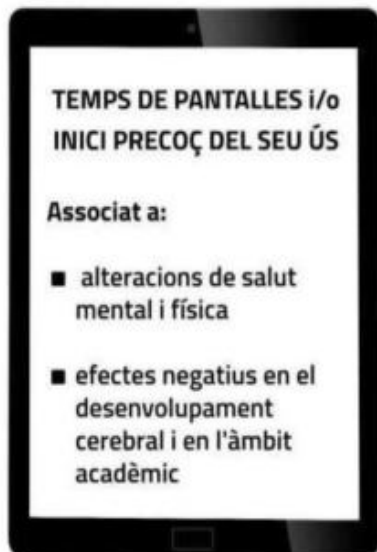 TEMPS DE PANTALLES i/o
INICI PRECOÇ DEL SEU ÚS
Associat a:
■ alteracions de salut
mental i física
■ efectes negatius en el
desenvolupament
cerebral i en l'àmbit
acadèmic